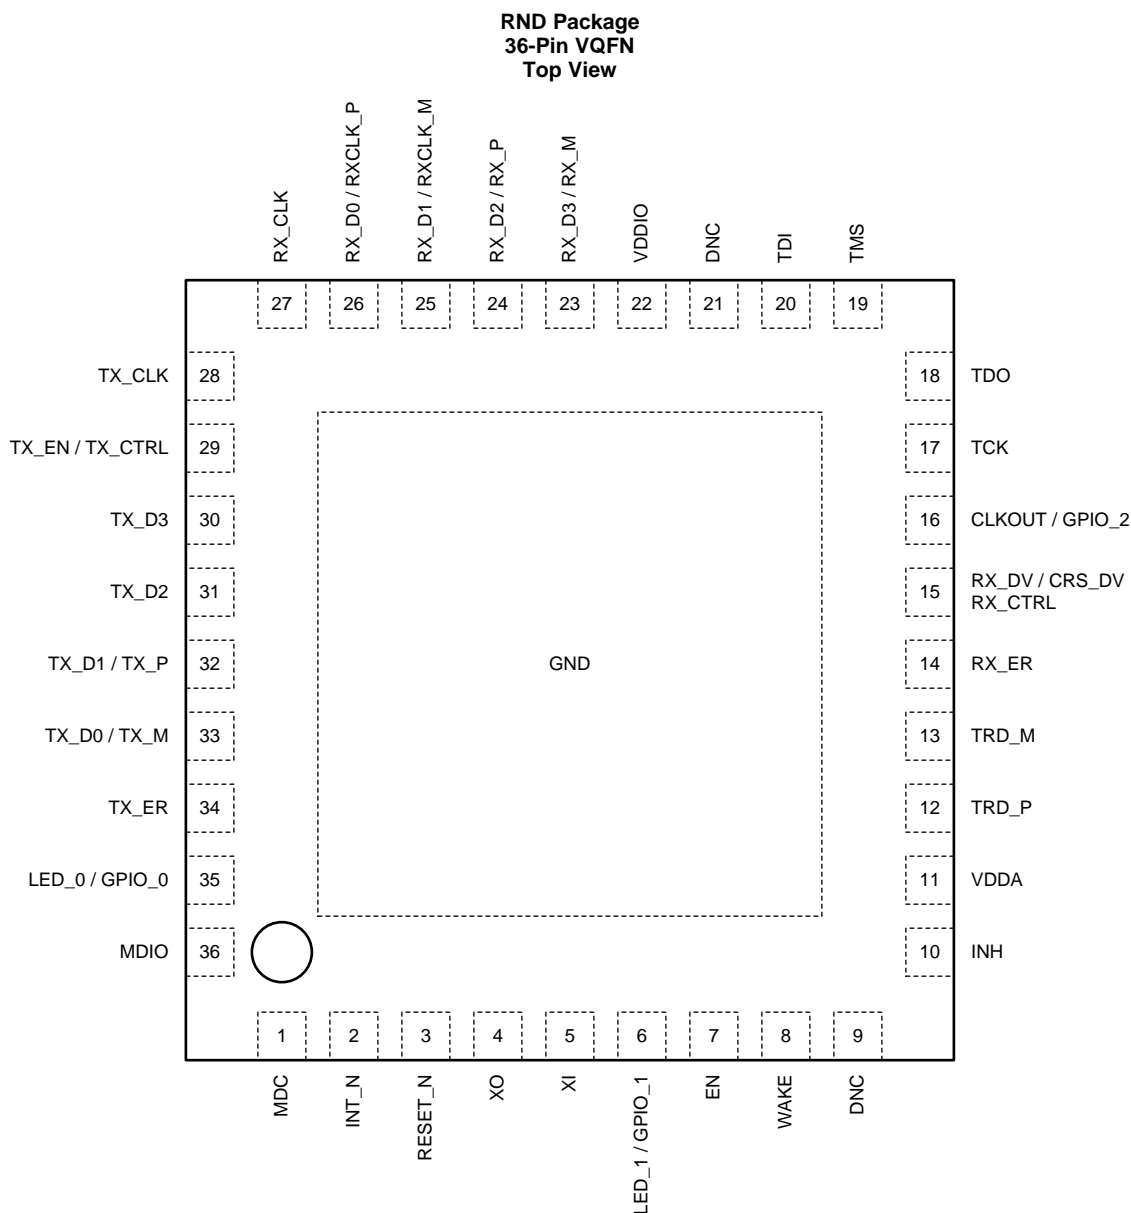 RND Package
36-Pin VQFN
Top View
RX_CLK
RX_D0 / RXCLK_P
RX_D1 / RXCLK_M
RX_D2 / RX_P
RX_D3 / RX_M
VDDIO
DNC
TDI
TMS
27
26
25
24
23
22
21
20
19
TX_CLK
28
18
TDO
TX_EN / TX_CTRL
29
17
TCK
TX_D3
30
16
CLKOUT / GPIO_2
TX_D2
31
15
RX_DV / CRS_DV
RX_CTRL
TX_D1 / TX_P
32
GND
14
RX_ER
TX_D0 / TX_M
33
13
TRD_M
TX_ER
34
12
TRD_P
LED_0 / GPIO_0
35
11
VDDA
MDIO
36
10
INH
1
2
3
4
5
6
7
8
9
MDC
INT_N
RESET_N
XO
XI
LED_1 / GPIO_1
EN
WAKE
DNC